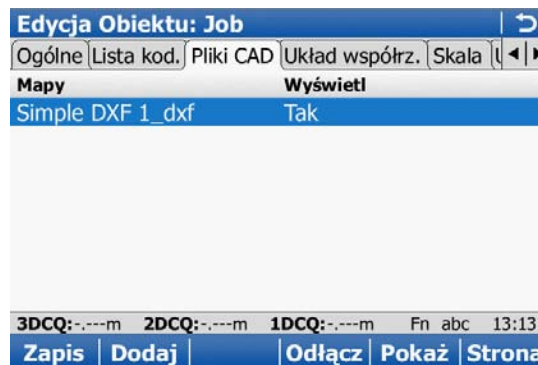 Edycja Obiektu: Job
Ogólne Lista kod. Pliki CAD Układ współrz. Skala
Mapy Wyświetl
Simple DXF 1_dxf Tak
3DCQ:-.---m 2DCQ:-.---m 1DCQ:-.---m Fn abc 13:13
Zapis Dodaj Odłącz Pokaż Strona